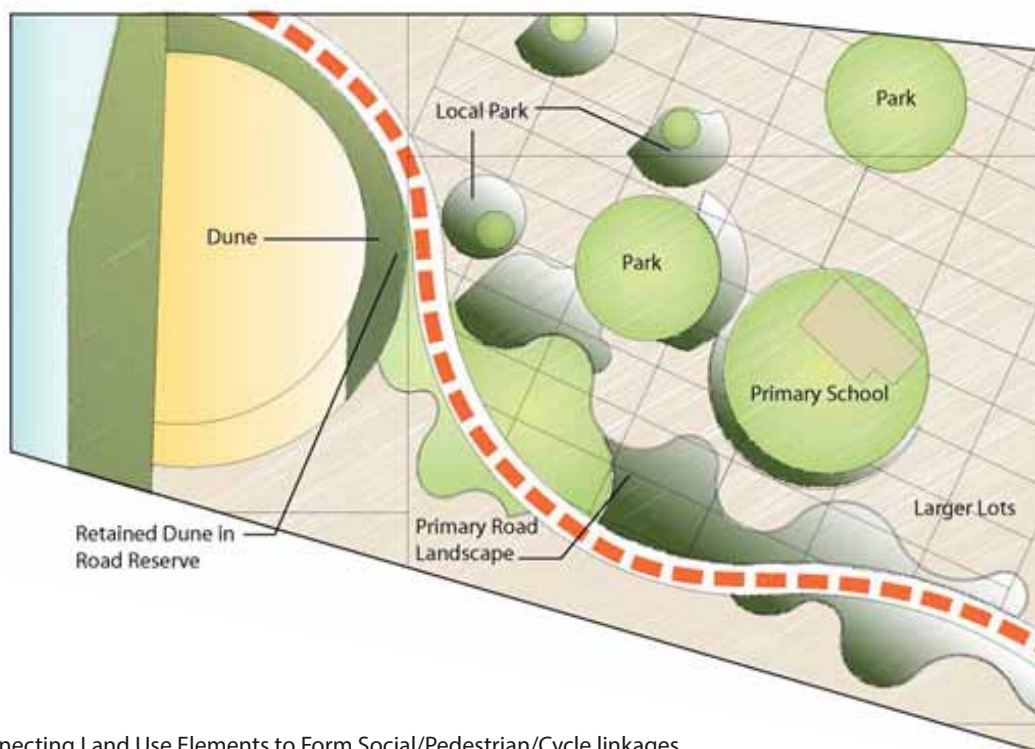 Park
Local Park
Dune
Park
Primary School
Larger Lots
Retained Dune in
Road Reserve
Primary Road
Landscape
Land Use Elements to Form Social/Pedestrian/Cycle linkages